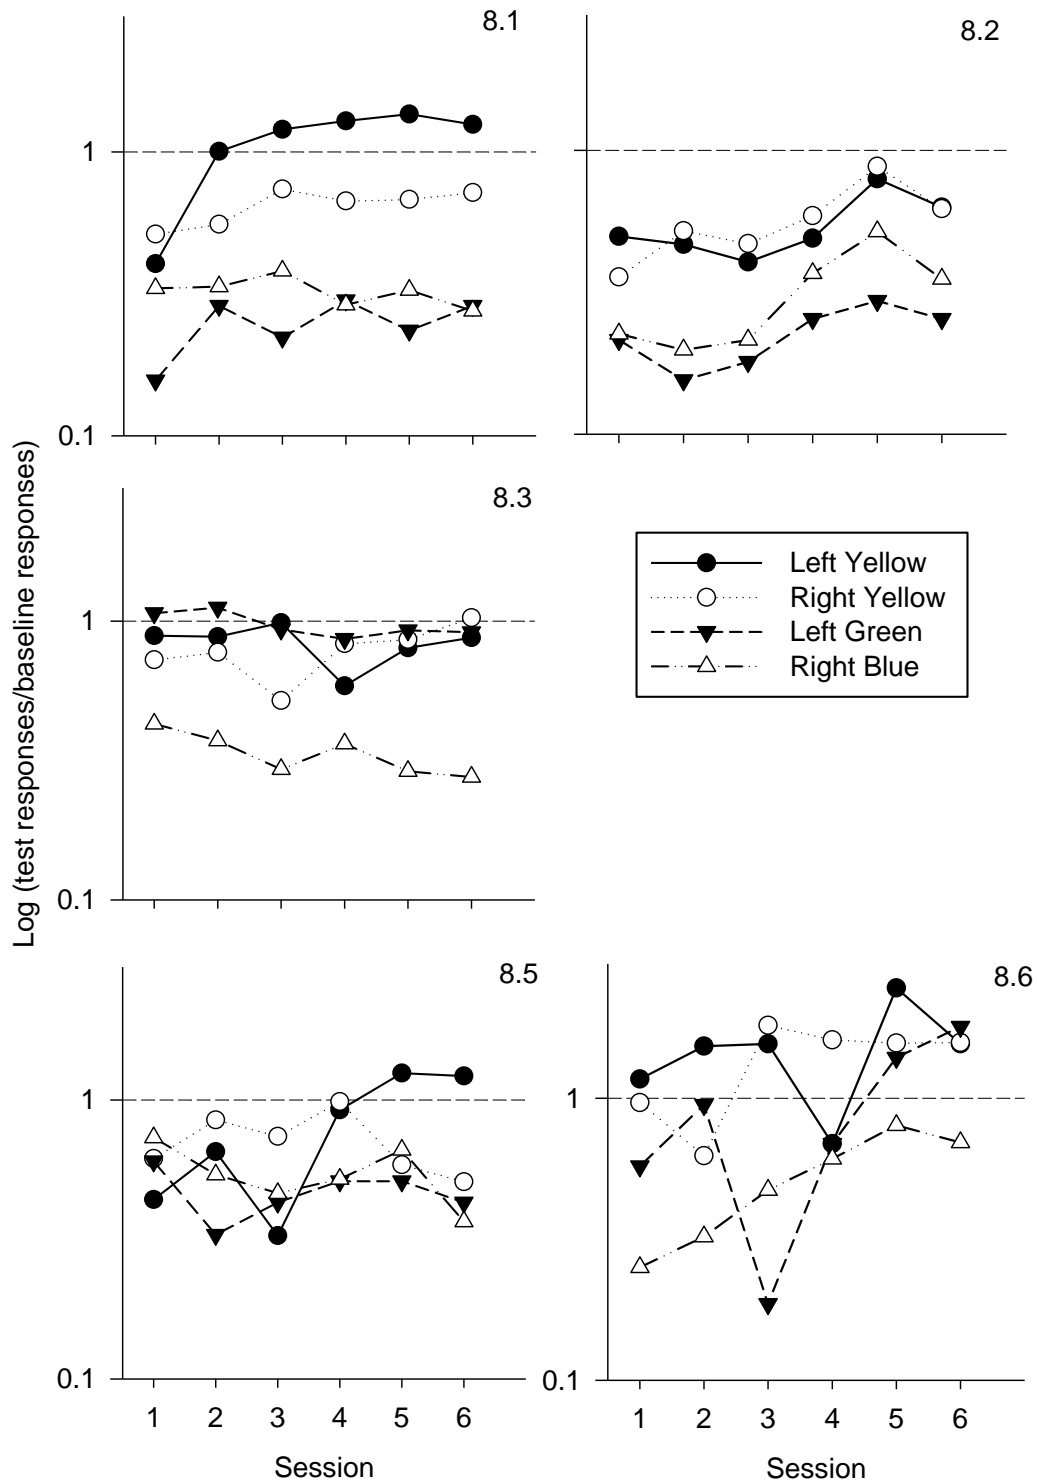 8.1
8.2
1
0.1
8.3
1
0.1
Left Yellow
Right Yellow
Left Green
Right Blue
Log (test responses/baseline responses)
8.5
8.6
1
0.1
1
0.1
1 2 3 4 5 6
1 2 3 4 5 6
Session
Session